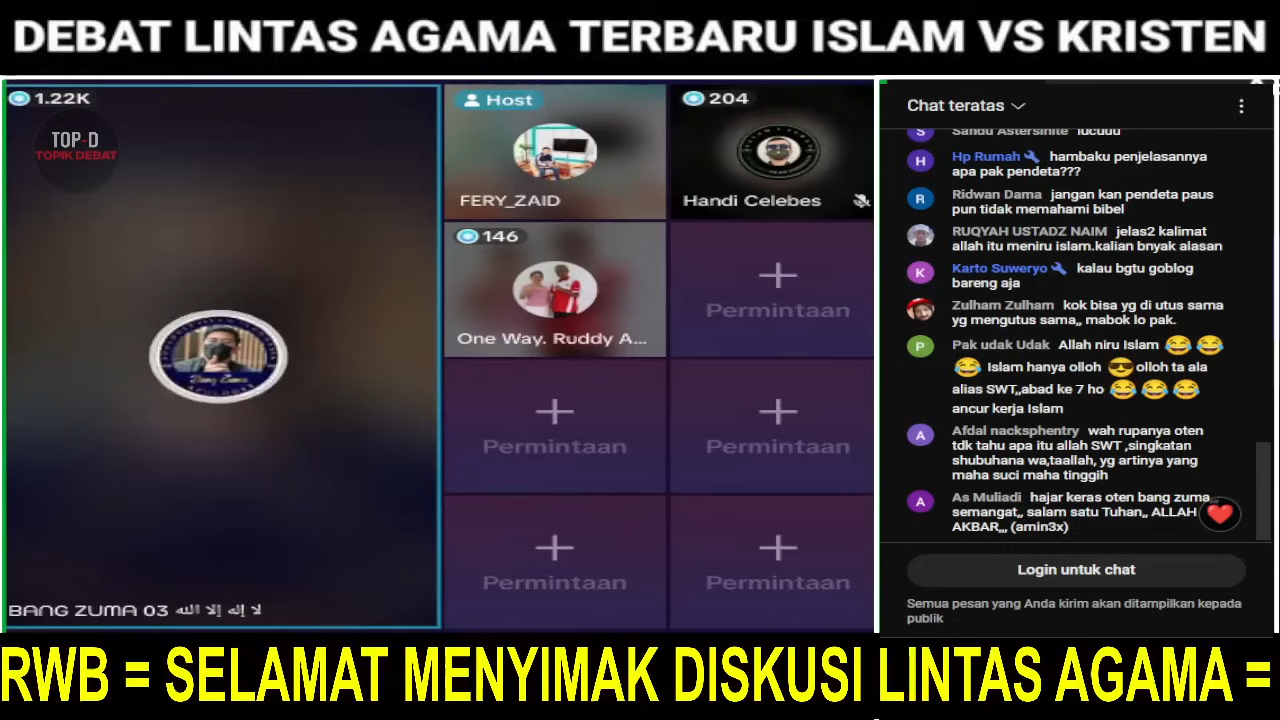 DEBAT LINTAS AGAMA TERBARU ISLAM VS KRISTEN
1.22K
TOP-D
TOPIK DEBAT
BANG ZUMA 03 لا إله إلا الله
Host
FERY_ZAID
204
Handi Celebes
146
One Way. Ruddy A...
Permintaan
Permintaan
Permintaan
Permintaan
Permintaan
Chat teratas
Sandu Astersinite lucuuu
Hp Rumah hambaku penjelasannya
apa pak pendeta???
Ridwan Dama jangan kan pendeta paus
pun tidak memahami bibel
RUQYAH USTADZ NAIM jelas2 kalimat
allah itu meniru islam.kalian bnyak alasan
Karto Suweryo kalau bgtu goblog
bareng aja
Zulham Zulham kok bisa yg di utus sama
yg mengutus sama,, mabok lo pak.
Pak udak Udak Allah niru Islam 😂😂
😂 Islam hanya olloh 😎olloh ta ala
alias SWT,,abad ke 7 ho 😂😂😂
ancur kerja Islam
Afdal nacksphentry wah rupanya oten
tdk tahu apa itu allah SWT ,singkatan
shubuhana wa,taallah, yg artinya yang
maha suci maha tinggih
As Muliadi hajar keras oten bang zuma,,,
semangat,, salam satu Tuhan,, ALLAH
AKBAR,,, (amin3x)
Login untuk chat
Semua pesan yang Anda kirim akan ditampilkan kepada
publik
RWB = SELAMAT MENYIMAK DISKUSI LINTAS AGAMA =